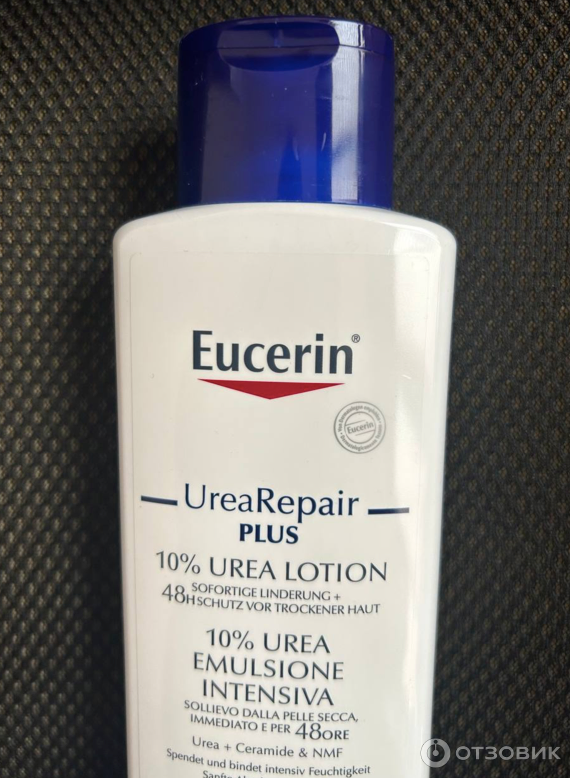 Eucerin®
Eucerin
UreaRepair
PLUS
10% UREA LOTION
SOFORTIGE LINDERUNG +
48H SCHUTZ VOR TROCKENER HAUT
10% UREA
EMULSIONE
INTENSIVA
SOLLIEVO DALLA PELLE SECCA,
IMMEDIATO E PER 48ORE
Urea + Ceramide & NMF
Spendet und bindet intensiv Feuchtigkeit
ОТЗОВИК